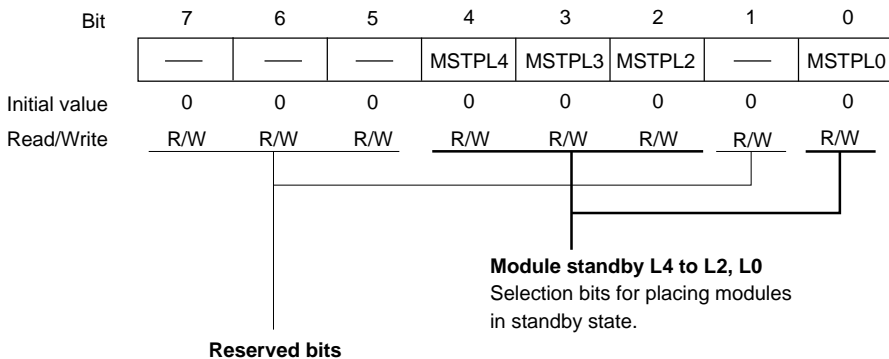 Bit 7 6 5 4 3 2 1 0
— — — MSTPL4 MSTPL3 MSTPL2 — MSTPL0
Initial value 0 0 0 0 0 0 0 0
Read/Write R/W R/W R/W R/W R/W R/W R/W R/W
Module standby L4 to L2, L0
Selection bits for placing modules
in standby state.
Reserved bits